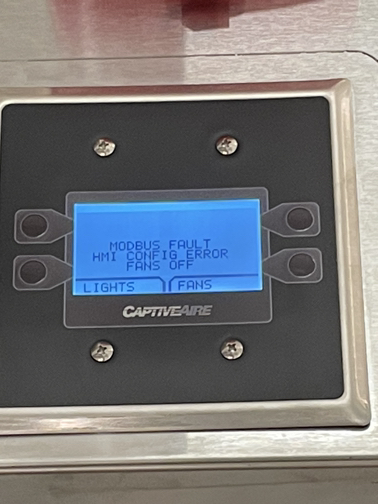 MODBUS FAULT
HMI CONFIG ERROR
FANS OFF
LIGHTS FANS
CAPTIVEAIRE